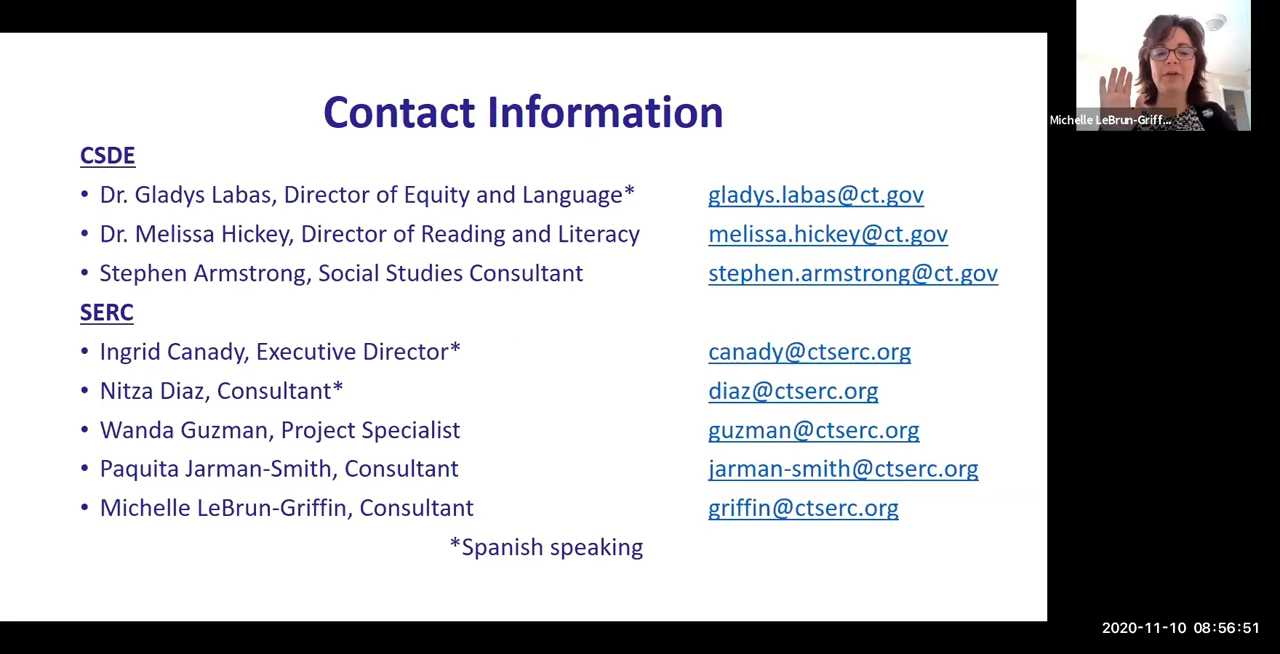 Contact Information
CSDE
• Dr. Gladys Labas, Director of Equity and Language* gladys.labas@ct.gov
• Dr. Melissa Hickey, Director of Reading and Literacy melissa.hickey@ct.gov
• Stephen Armstrong, Social Studies Consultant stephen.armstrong@ct.gov
SERC
• Ingrid Canady, Executive Director* canady@ctserc.org
• Nitza Diaz, Consultant* diaz@ctserc.org
• Wanda Guzman, Project Specialist guzman@ctserc.org
• Paquita Jarman-Smith, Consultant jarman-smith@ctserc.org
• Michelle LeBrun-Griffin, Consultant griffin@ctserc.org
*Spanish speaking
Michelle LeBrun-Griff...
2020-11-10 08:56:51